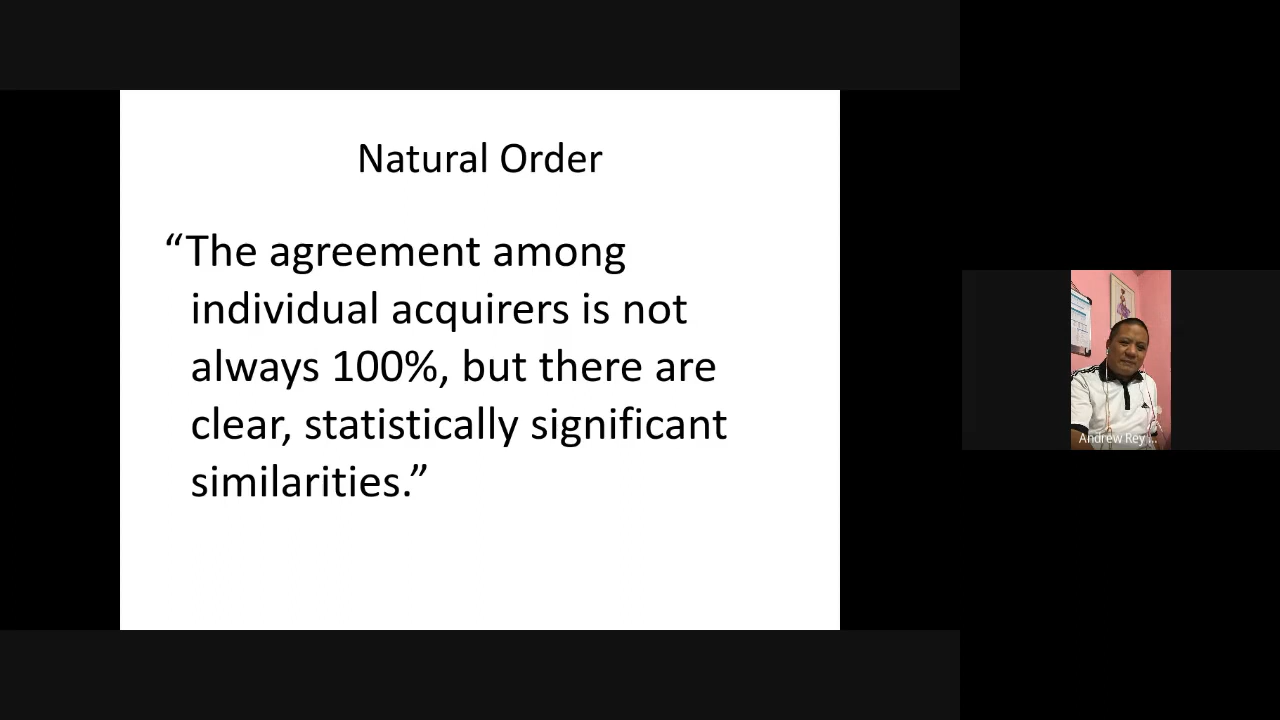 Natural Order
“The agreement among
individual acquirers is not
always 100%, but there are
clear, statistically significant
similarities.”
Andrew Rey ...